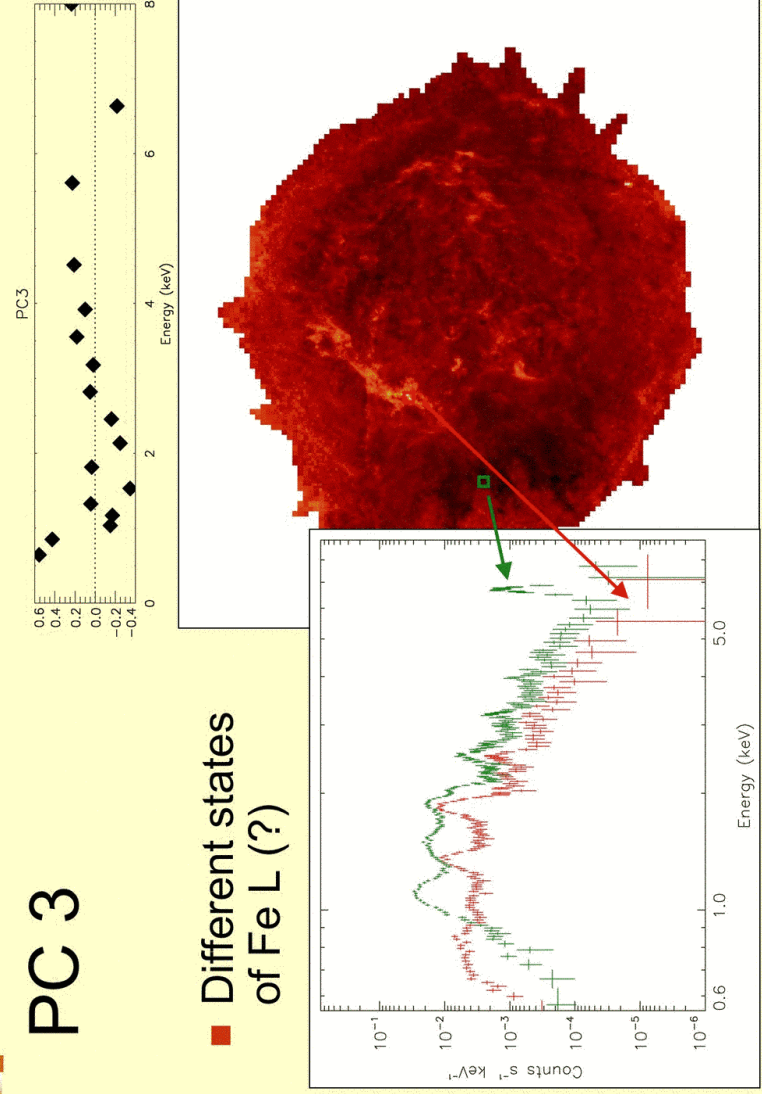 PC 3
■ Different states
of Fe L (?)
PC3
0.6
0.4
0.2
0.0
−0.2
−0.4
0
2
4
6
8
Energy (keV)
10⁻¹
10⁻²
10⁻³
10⁻⁴
10⁻⁵
10⁻⁶
Counts s⁻¹ keV⁻¹
0.6
1.0
5.0
Energy (keV)